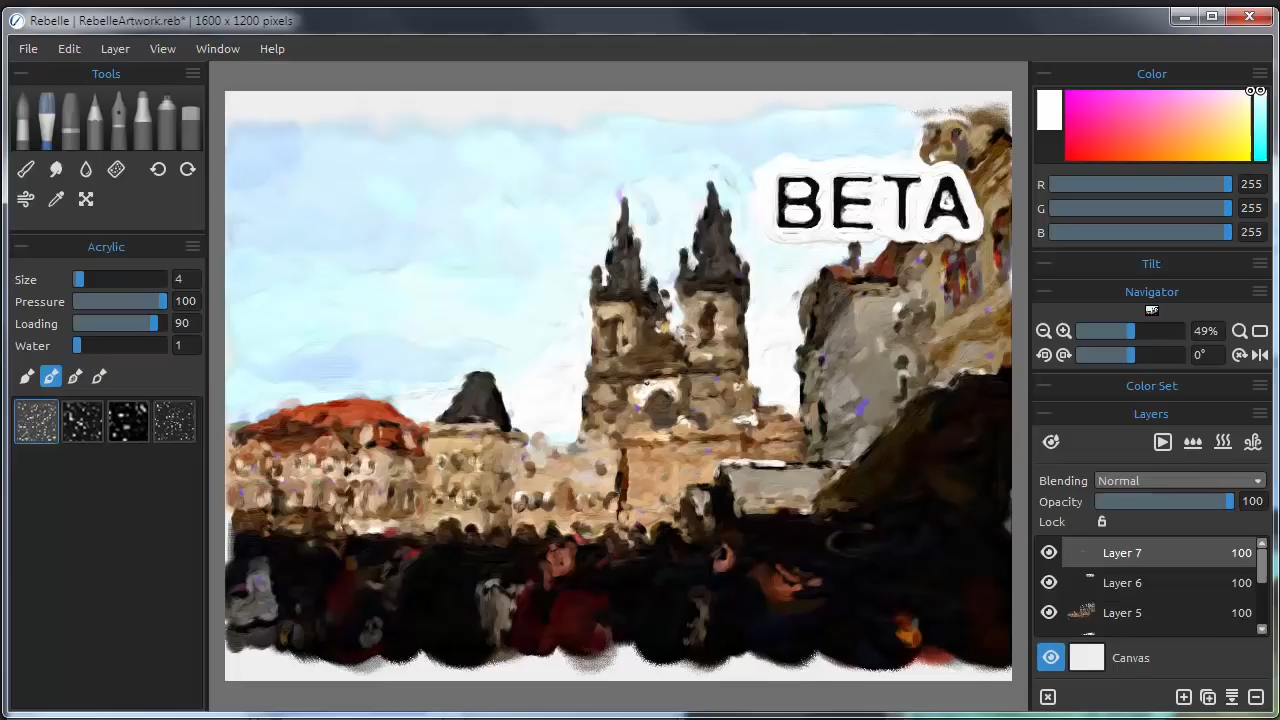 Rebelle | RebelleArtwork.reb* | 1600 x 1200 pixels
File Edit Layer View Window Help
Tools
Acrylic
Size 4
Pressure 100
Loading 90
Water 1
BETA
Color
R 255
G 255
B 255
Tilt
Navigator
49%
0°
Color Set
Layers
Blending Normal
Opacity 100
Lock
Layer 7 100
Layer 6 100
Layer 5 100
Canvas